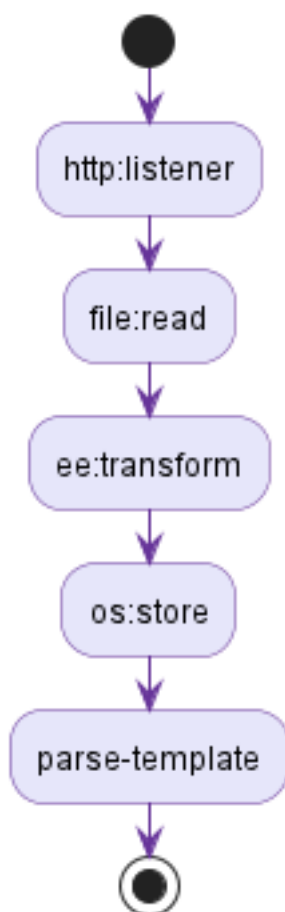 http:listener
file:read
ee:transform
os:store
parse-template